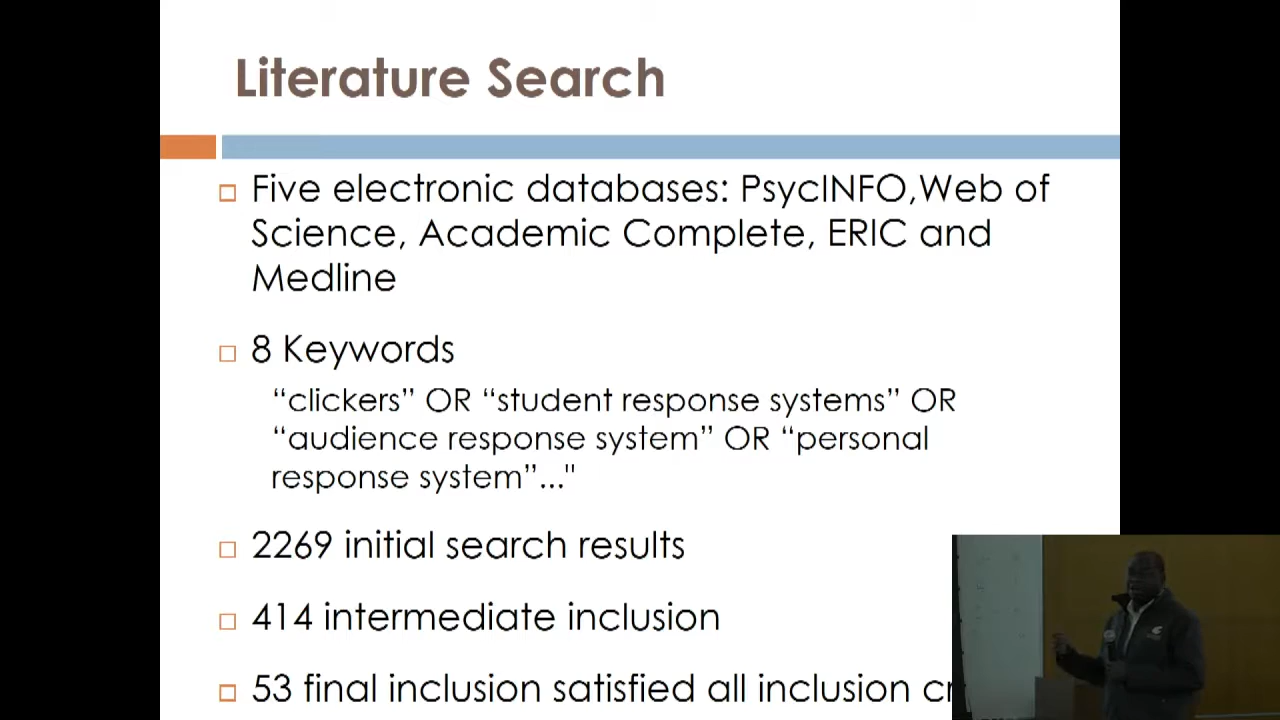 Literature Search
Five electronic databases: PsycINFO,Web of
Science, Academic Complete, ERIC and
Medline
8 Keywords
“clickers” OR “student response systems” OR
“audience response system” OR “personal
response system”..."
2269 initial search results
414 intermediate inclusion
53 final inclusion satisfied all inclusion